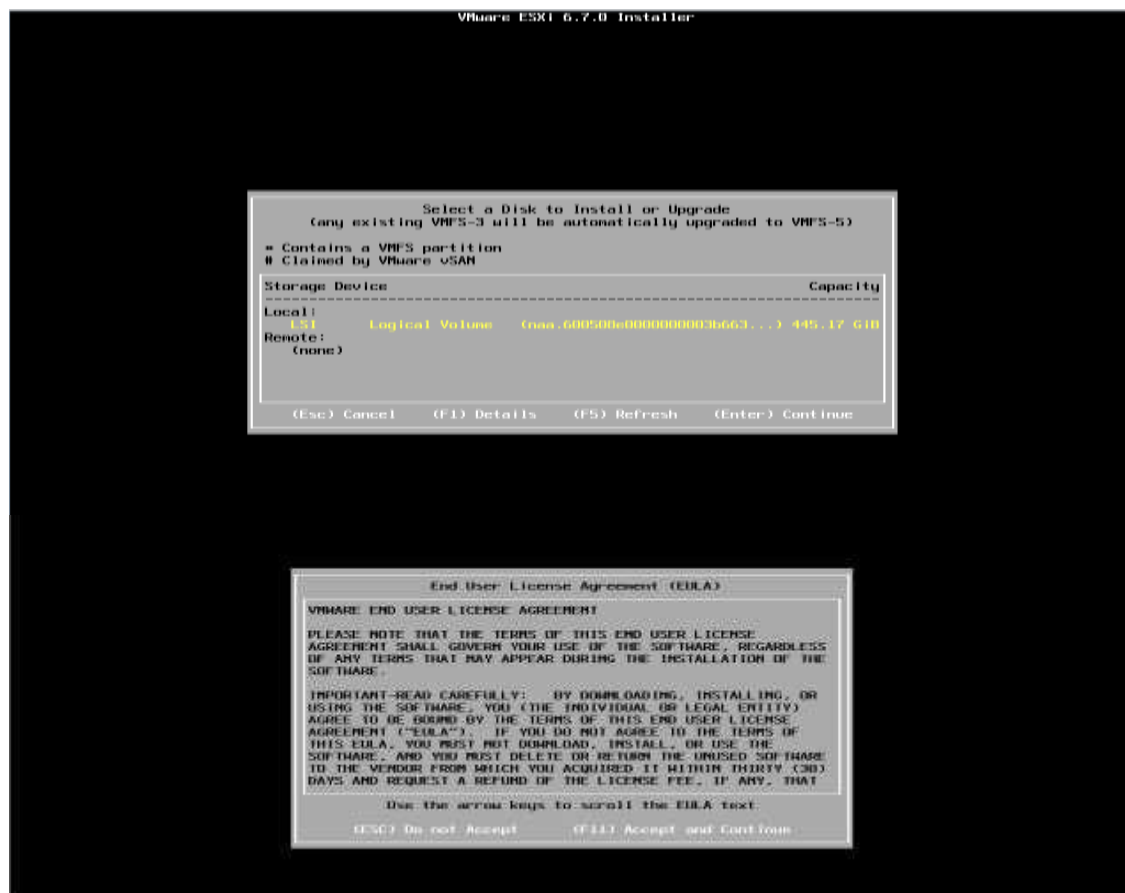 VMware ESXi 6.7.0 Installer
Select a Disk to Install or Upgrade
(any existing VMFS-3 will be automatically upgraded to VMFS-5)
* Contains a VMFS partition
# Claimed by VMware vSAN
Storage Device Capacity
Local:
LSI Logical Volume (naa.600508e0000000003b663...) 445.17 GiB
Remote:
(none)
(Esc) Cancel (F1) Details (F5) Refresh (Enter) Continue
End User License Agreement (EULA)
VMWARE END USER LICENSE AGREEMENT
PLEASE NOTE THAT THE TERMS OF THIS END USER LICENSE
AGREEMENT SHALL GOVERN YOUR USE OF THE SOFTWARE, REGARDLESS
OF ANY TERMS THAT MAY APPEAR DURING THE INSTALLATION OF THE
SOFTWARE.
IMPORTANT-READ CAREFULLY: BY DOWNLOADING, INSTALLING, OR
USING THE SOFTWARE, YOU (THE INDIVIDUAL OR LEGAL ENTITY)
AGREE TO BE BOUND BY THE TERMS OF THIS END USER LICENSE
AGREEMENT ("EULA"). IF YOU DO NOT AGREE TO THE TERMS OF
THIS EULA, YOU MUST NOT DOWNLOAD, INSTALL, OR USE THE
SOFTWARE, AND YOU MUST DELETE OR RETURN THE UNUSED SOFTWARE
TO THE VENDOR FROM WHICH YOU ACQUIRED IT WITHIN THIRTY (30)
DAYS AND REQUEST A REFUND OF THE LICENSE FEE, IF ANY, THAT
Use the arrow keys to scroll the EULA text
(ESC) Do not Accept (F11) Accept and Continue